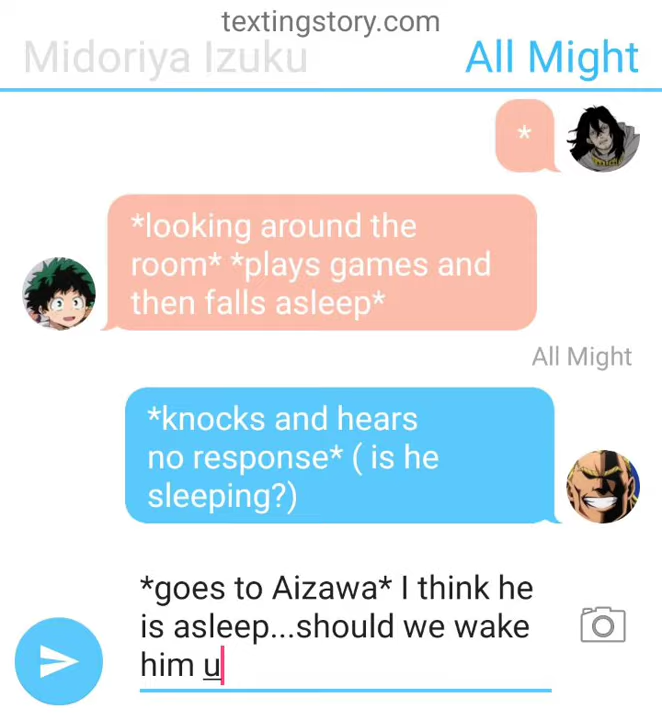 textingstory.com
Midoriya Izuku
All Might
*
*looking around the
room* *plays games and
then falls asleep*
All Might
*knocks and hears
no response* ( is he
sleeping?)
*goes to Aizawa* I think he
is asleep...should we wake
him u